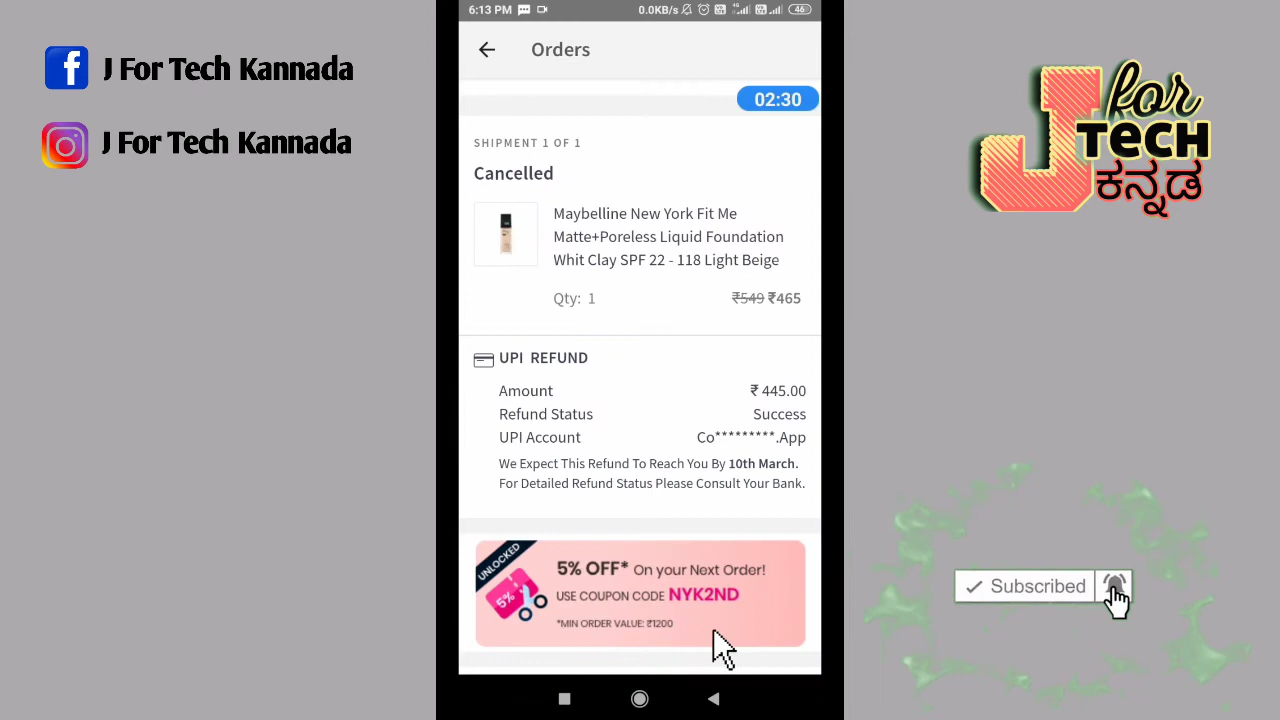 J For Tech Kannada
J For Tech Kannada
6:13 PM
0.0KB/s
46
Orders
02:30
SHIPMENT 1 OF 1
Cancelled
Maybelline New York Fit Me
Matte+Poreless Liquid Foundation
Whit Clay SPF 22 - 118 Light Beige
Qty: 1
₹549 ₹465
UPI REFUND
Amount ₹ 445.00
Refund Status Success
UPI Account Co*********.App
We Expect This Refund To Reach You By 10th March.
For Detailed Refund Status Please Consult Your Bank.
UNLOCKED
5%
5% OFF* On your Next Order!
USE COUPON CODE NYK2ND
*MIN ORDER VALUE: ₹1200
J for
TECH
ಕನ್ನಡ
Subscribed